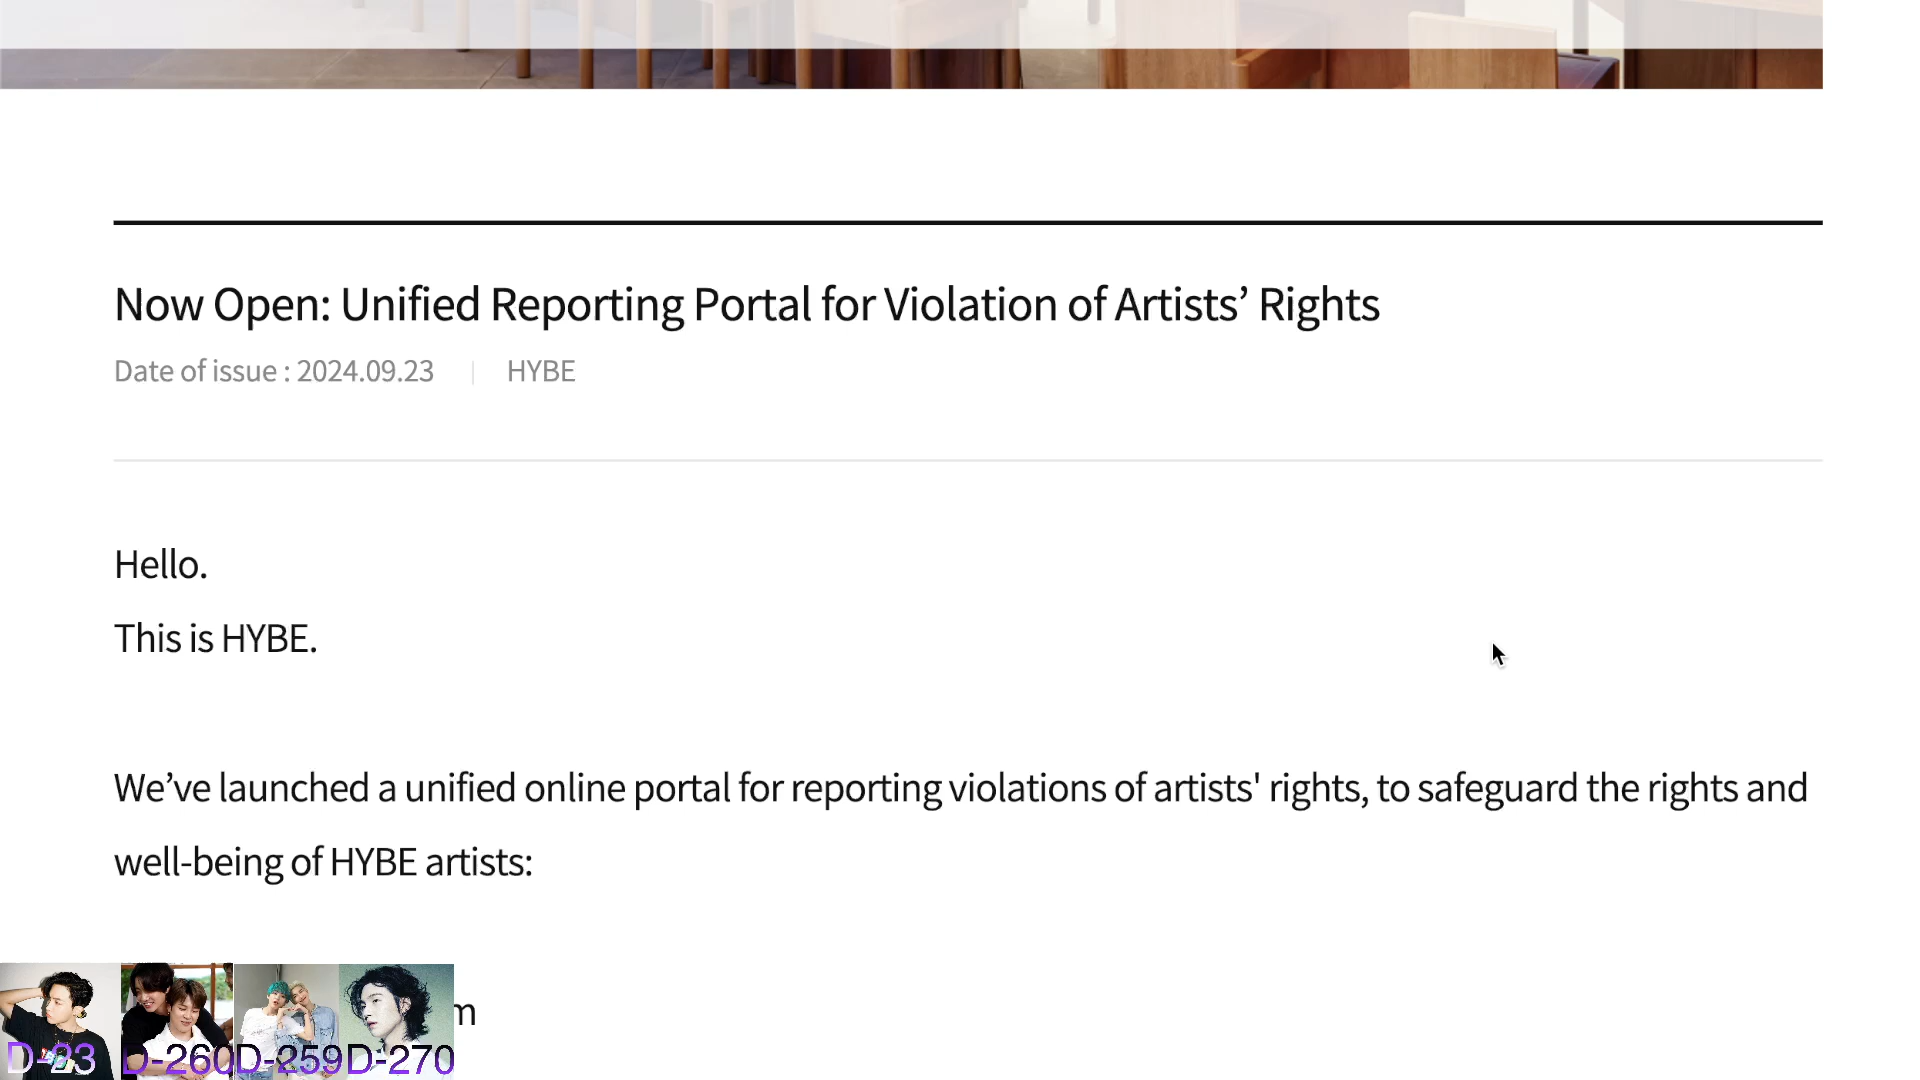 Now Open: Unified Reporting Portal for Violation of Artists’ Rights
Date of issue : 2024.09.23 | HYBE
Hello.
This is HYBE.
We’ve launched a unified online portal for reporting violations of artists' rights, to safeguard the rights and
well-being of HYBE artists:
m
D-23 D-260 D-259 D-270